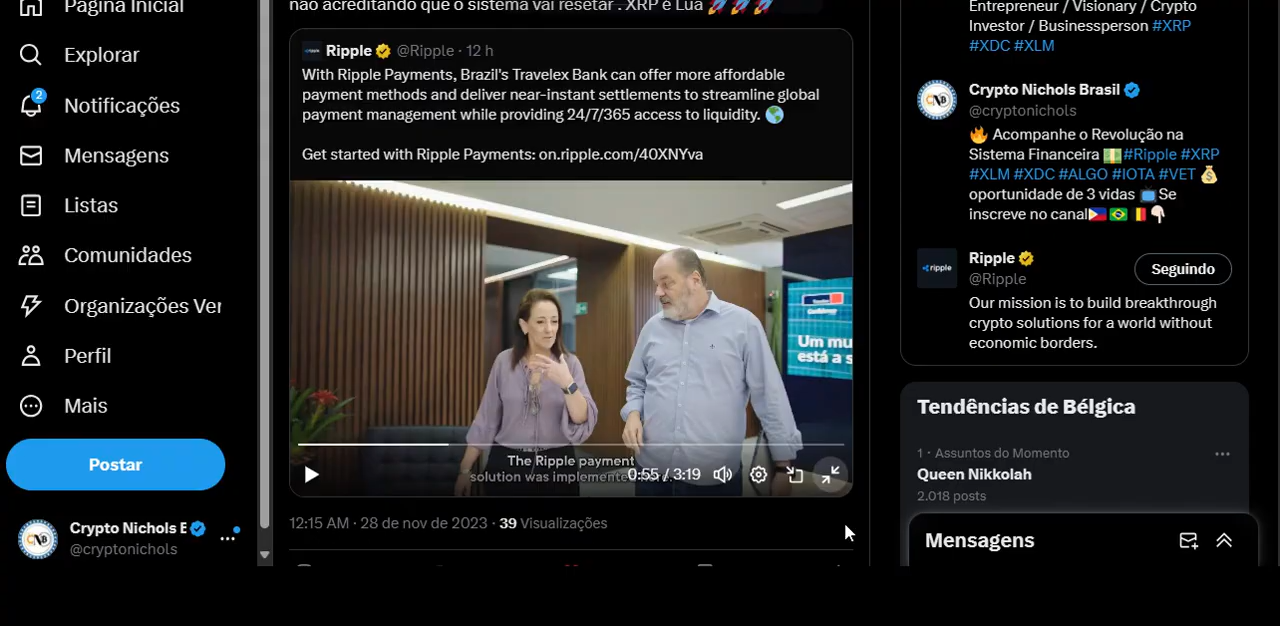 Página Inicial
Explorar
2
Notificações
Mensagens
Listas
Comunidades
Organizações Ver
Perfil
Mais
Postar
Crypto Nichols E
@cryptonichols
não acreditando que o sistema vai resetar . XRP é Lua 🚀🚀🚀
Ripple @Ripple · 12 h
With Ripple Payments, Brazil's Travelex Bank can offer more affordable
payment methods and deliver near-instant settlements to streamline global
payment management while providing 24/7/365 access to liquidity. 🌎
Get started with Ripple Payments: on.ripple.com/40XNYva
Um mu
está a s
The Ripple payment
solution was implemente
0:55 / 3:19
12:15 AM · 28 de nov de 2023 · 39 Visualizações
Entrepreneur / Visionary / Crypto
Investor / Businessperson #XRP
#XDC #XLM
Crypto Nichols Brasil
@cryptonichols
🔥 Acompanhe o Revolução na
Sistema Financeira 💵#Ripple #XRP
#XLM #XDC #ALGO #IOTA #VET 💰
oportunidade de 3 vidas 📺Se
inscreve no canal🇵🇭🇧🇷🇧🇪👇🏻
ripple
Ripple
@Ripple
Seguindo
Our mission is to build breakthrough
crypto solutions for a world without
economic borders.
Tendências de Bélgica
1 · Assuntos do Momento
Queen Nikkolah
2.018 posts
Mensagens